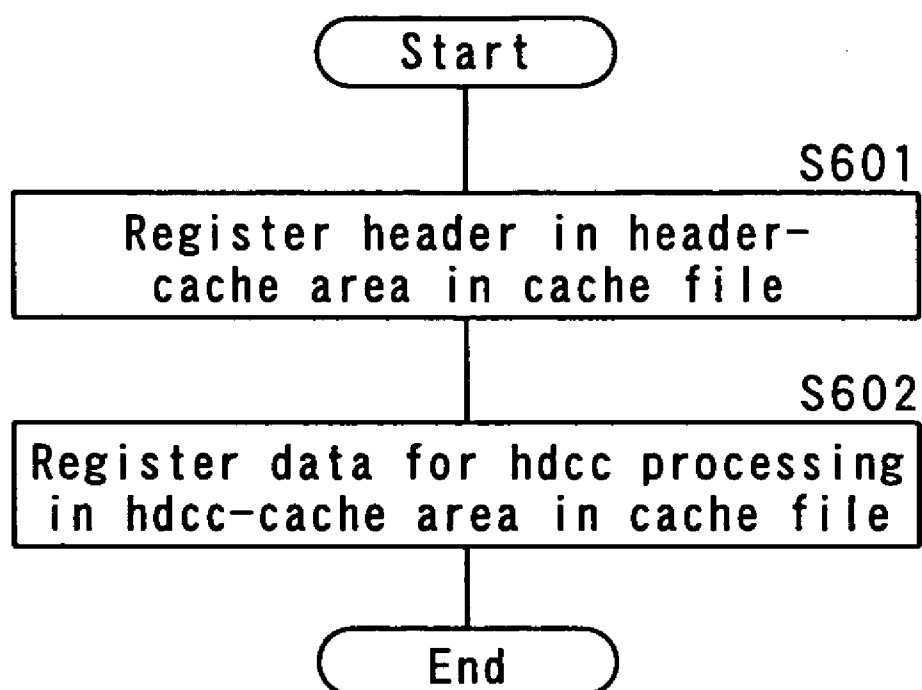 Start
S601
Register header in header-
cache area in cache file
S602
Register data for hdcc processing
in hdcc-cache area in cache file
End